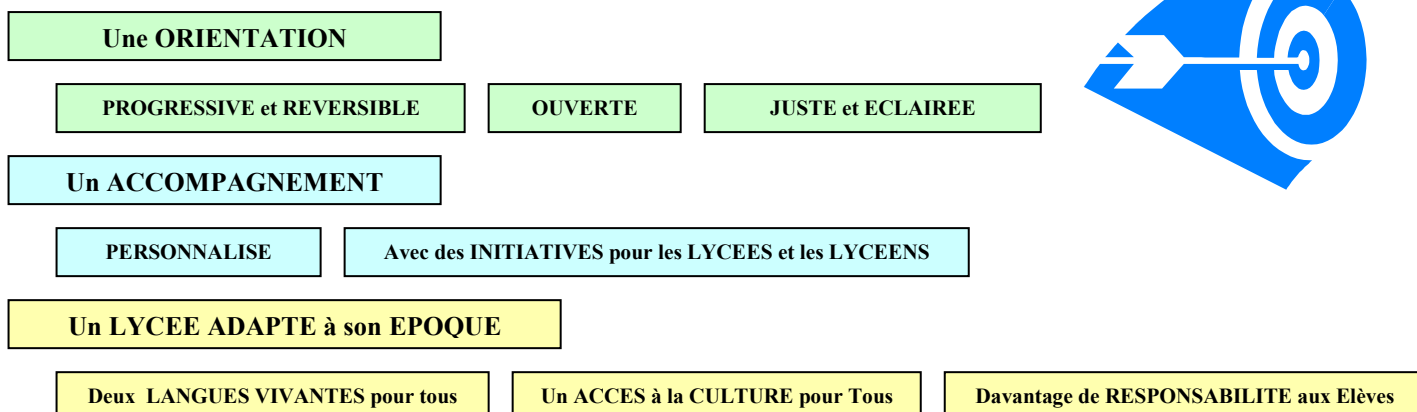 Une ORIENTATION
PROGRESSIVE et REVERSIBLE
OUVERTE
JUSTE et ECLAIREE
Un ACCOMPAGNEMENT
PERSONNALISE
Avec des INITIATIVES pour les LYCEES et les LYCEENS
Un LYCEE ADAPTE à son EPOQUE
Deux LANGUES VIVANTES pour tous
Un ACCES à la CULTURE pour Tous
Davantage de RESPONSABILITE aux Elèves